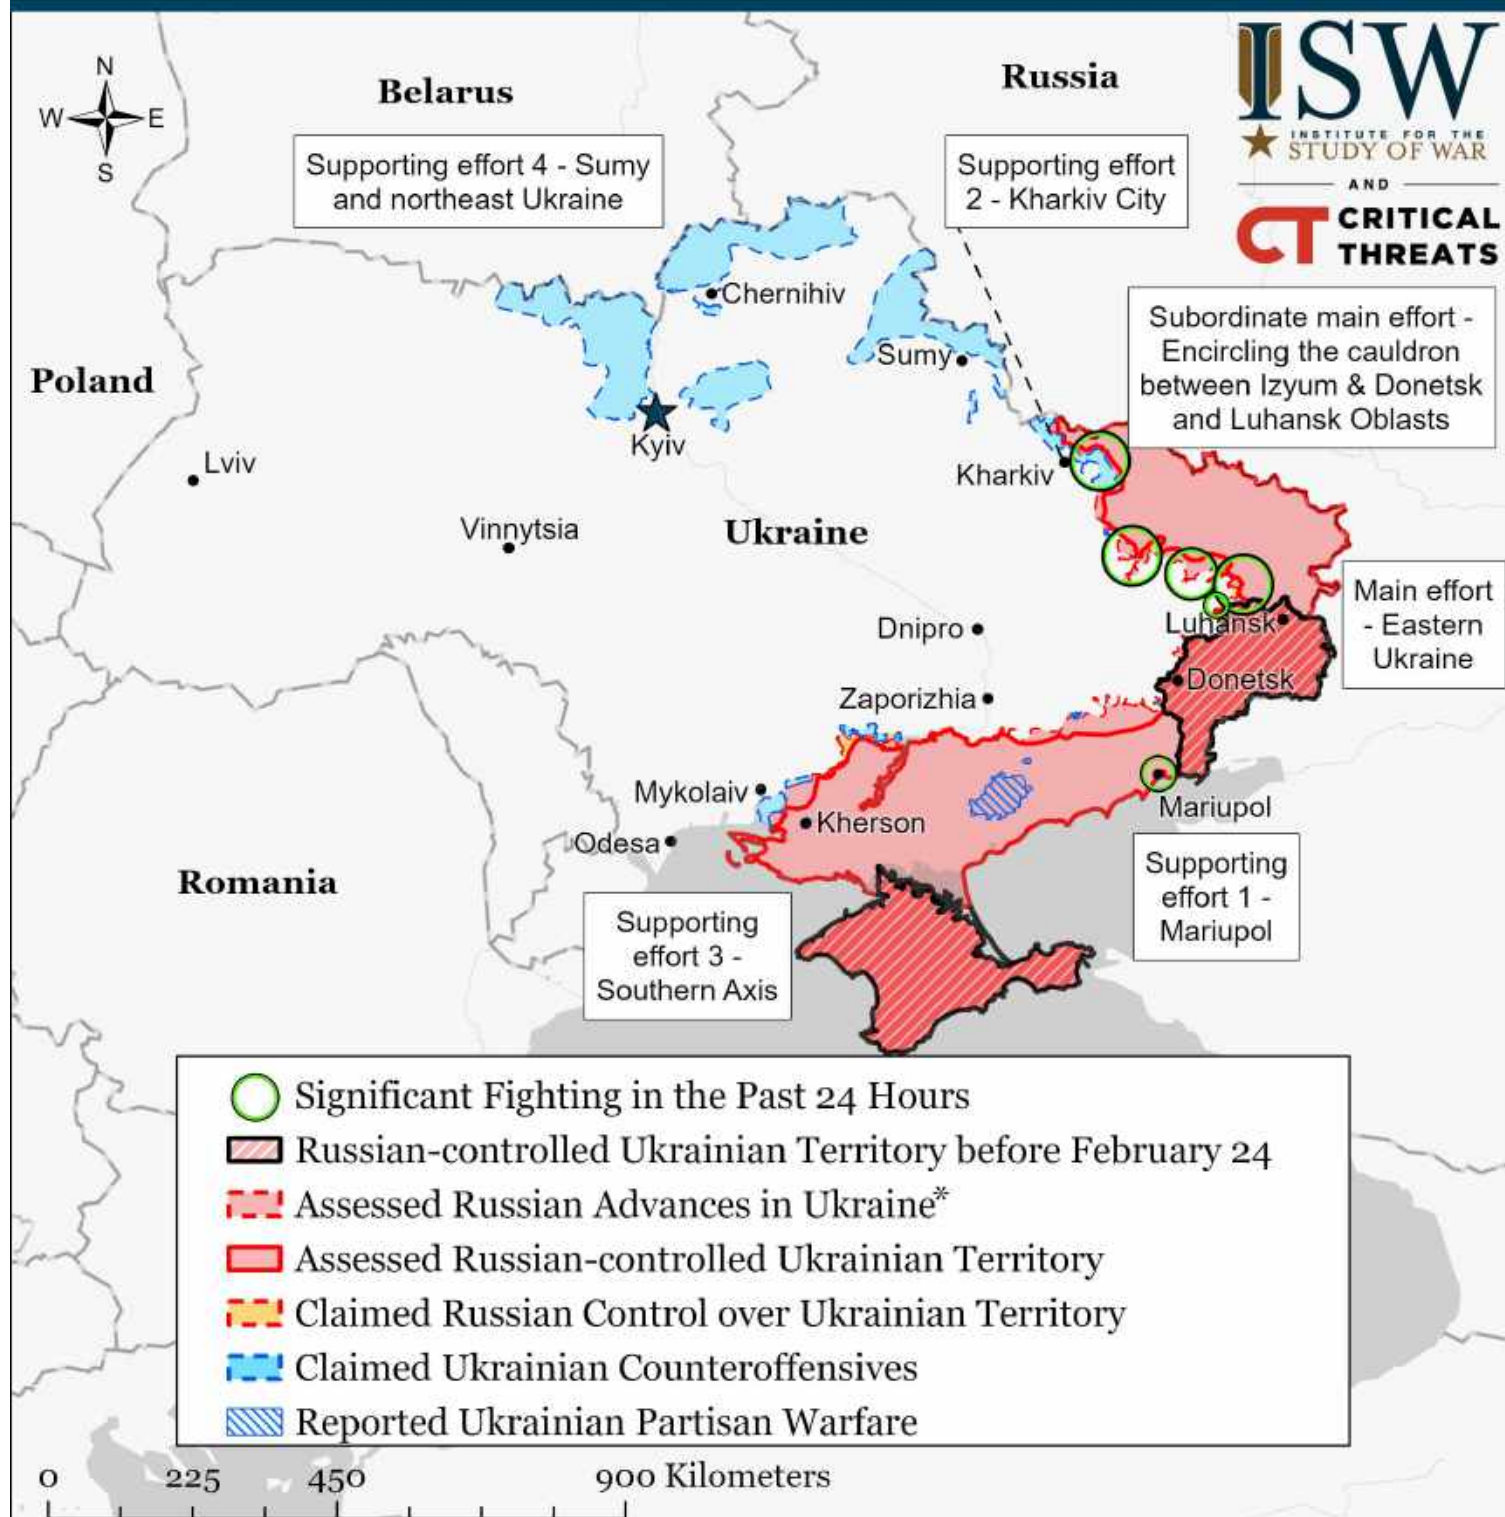 N
W
E
S
Belarus
Russia
ISW
INSTITUTE FOR THE
STUDY OF WAR
AND
CT CRITICAL
THREATS
Supporting effort 4 - Sumy
and northeast Ukraine
Supporting effort
2 - Kharkiv City
Subordinate main effort -
Encircling the cauldron
between Izyum & Donetsk
and Luhansk Oblasts
Chernihiv
Sumy
Poland
Kyiv
Lviv
Kharkiv
Vinnytsia
Ukraine
Main effort
- Eastern
Ukraine
Dnipro
Luhansk
Donetsk
Zaporizhia
Mykolaiv
Mariupol
Kherson
Odesa
Romania
Supporting
effort 1 -
Mariupol
Supporting
effort 3 -
Southern Axis
Significant Fighting in the Past 24 Hours
Russian-controlled Ukrainian Territory before February 24
Assessed Russian Advances in Ukraine*
Assessed Russian-controlled Ukrainian Territory
Claimed Russian Control over Ukrainian Territory
Claimed Ukrainian Counteroffensives
Reported Ukrainian Partisan Warfare
0 225 450 900 Kilometers